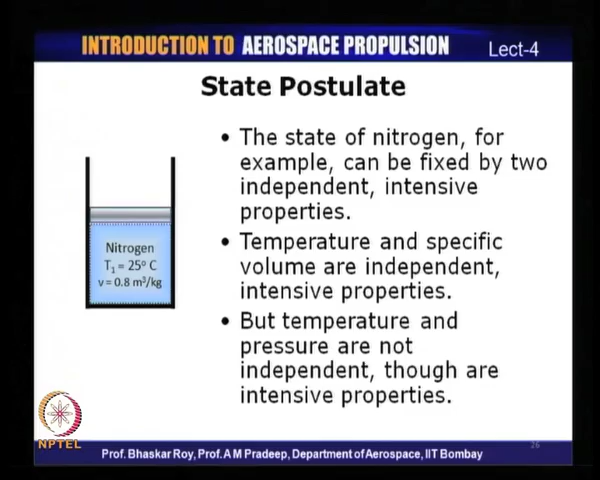 INTRODUCTION TO AEROSPACE PROPULSION
Lect-4
State Postulate
• The state of nitrogen, for
example, can be fixed by two
independent, intensive
properties.
• Temperature and specific
volume are independent,
intensive properties.
• But temperature and
pressure are not
independent, though are
intensive properties.
Nitrogen
T₁ = 25° C
v = 0.8 m³/kg
NPTEL
26
Prof. Bhaskar Roy, Prof. A M Pradeep, Department of Aerospace, IIT Bombay